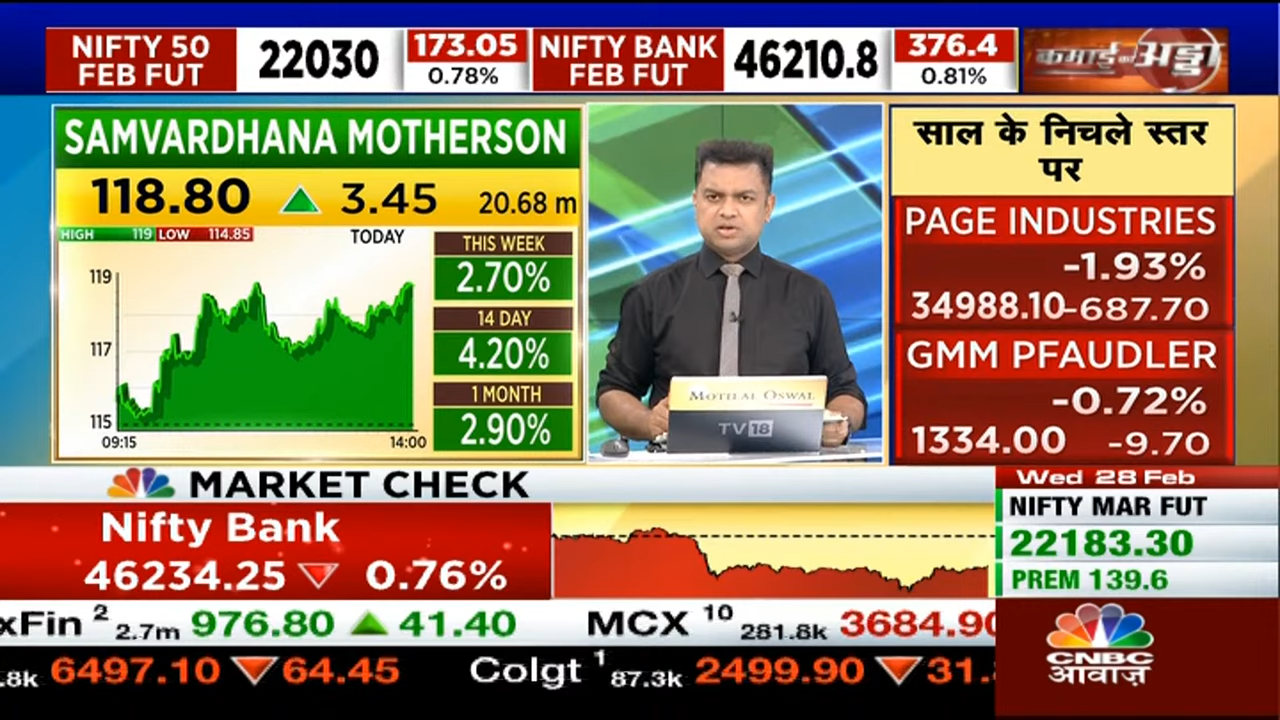 NIFTY 50
FEB FUT
22030
173.05
0.78%
NIFTY BANK
FEB FUT
46210.8
376.4
0.81%
कमाई का अड्डा
SAMVARDHANA MOTHERSON
118.80 ▲ 3.45 20.68 m
HIGH 119 LOW 114.85
TODAY
119
117
115
09:15 14:00
THIS WEEK
2.70%
14 DAY
4.20%
1 MONTH
2.90%
MOTILAL OSWAL
TV18
साल के निचले स्तर
पर
PAGE INDUSTRIES
-1.93%
34988.10 -687.70
GMM PFAUDLER
-0.72%
1334.00 -9.70
MARKET CHECK
Nifty Bank
46234.25 ▼ 0.76%
Wed 28 Feb
NIFTY MAR FUT
22183.30
PREM 139.6
xFin 2 2.7m 976.80 ▲ 41.40 MCX 10 281.8k 3684.90
.8k 6497.10 ▼ 64.45 Colgt 1 87.3k 2499.90 ▼ 31.
CNBC
आवाज़